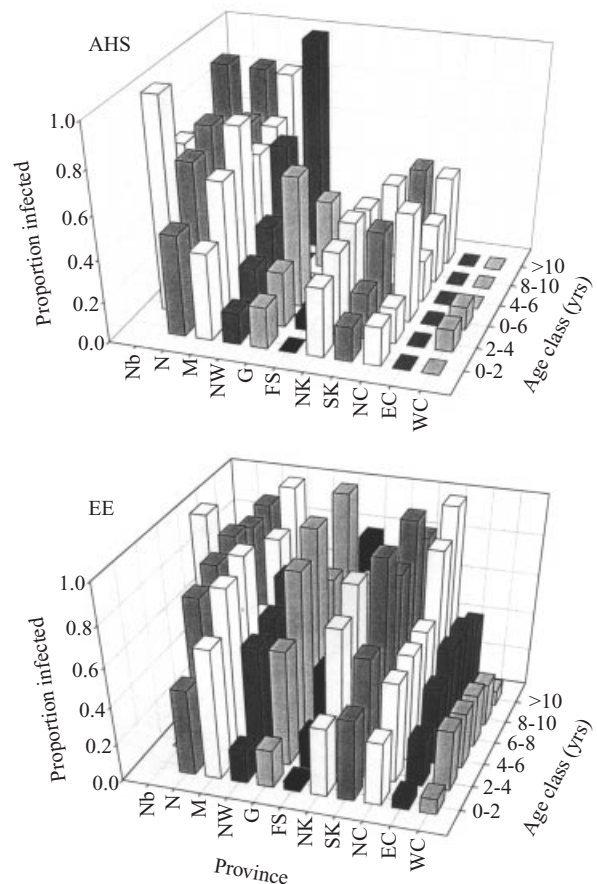 AHS
Proportion infected
1.0
0.8
0.6
0.4
0.2
0.0
Nb
N
M
NW
G
FS
NK
SK
NC
EC
WC
>10
8-10
4-6
0-6
2-4
0-2
Age class (yrs)
EE
Proportion infected
1.0
0.8
0.6
0.4
0.2
0.0
Nb
N
M
NW
G
FS
NK
SK
NC
EC
WC
>10
8-10
6-8
4-6
2-4
0-2
Age class (yrs)
Province